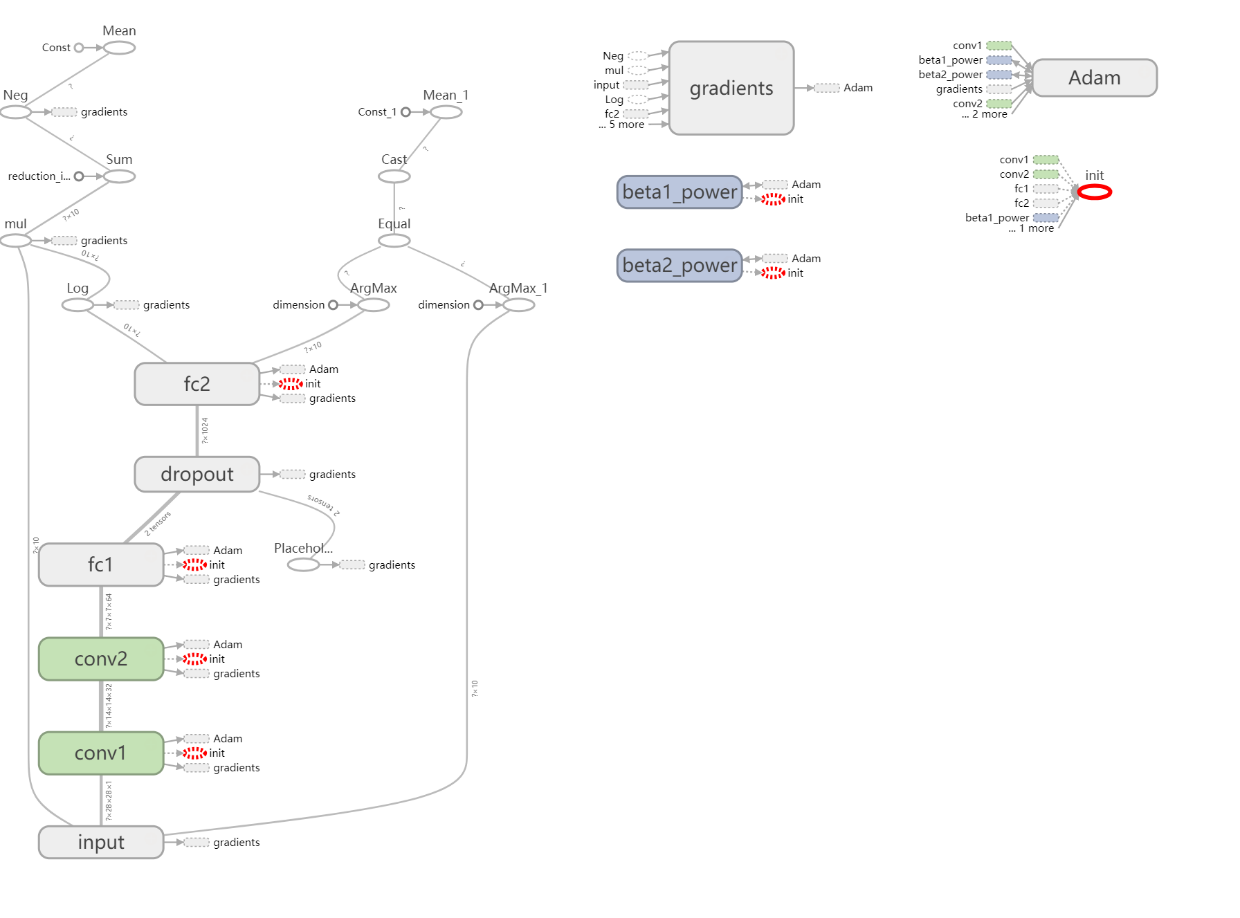 Mean
Const
?
Neg
gradients
?
Sum
reduction_i...
?×10
mul
gradients
?×10
Log
gradients
?×10
Mean_1
Const_1
?
Cast
?
Equal
?
?
ArgMax
dimension
ArgMax_1
dimension
?×10
fc2
Adam
init
gradients
?×1024
dropout
gradients
2 tensors
2 tensors
?×10
fc1
Adam
init
gradients
Placehol...
gradients
?×7×7×64
conv2
Adam
init
gradients
?×14×14×32
?×10
conv1
Adam
init
gradients
?×28×28×1
input
gradients
Neg
mul
input
Log
fc2
... 5 more
gradients
Adam
beta1_power
Adam
init
beta2_power
Adam
init
conv1
beta1_power
beta2_power
gradients
conv2
... 2 more
Adam
conv1
conv2
fc1
fc2
beta1_power
... 1 more
init